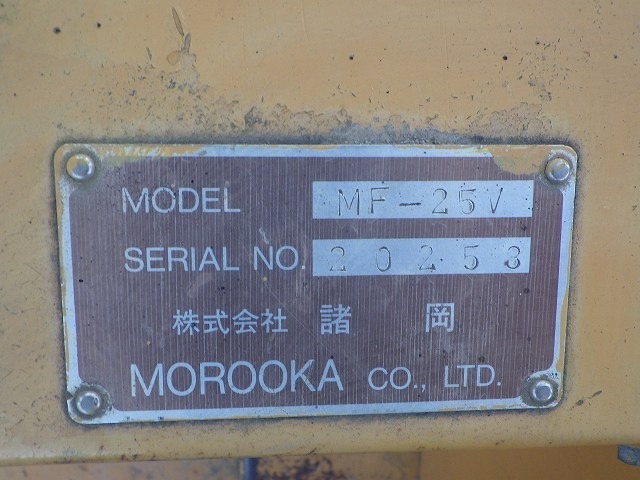 MODEL MF-25V
SERIAL NO. 20253
株式会社 諸岡
MOROOKA CO., LTD.